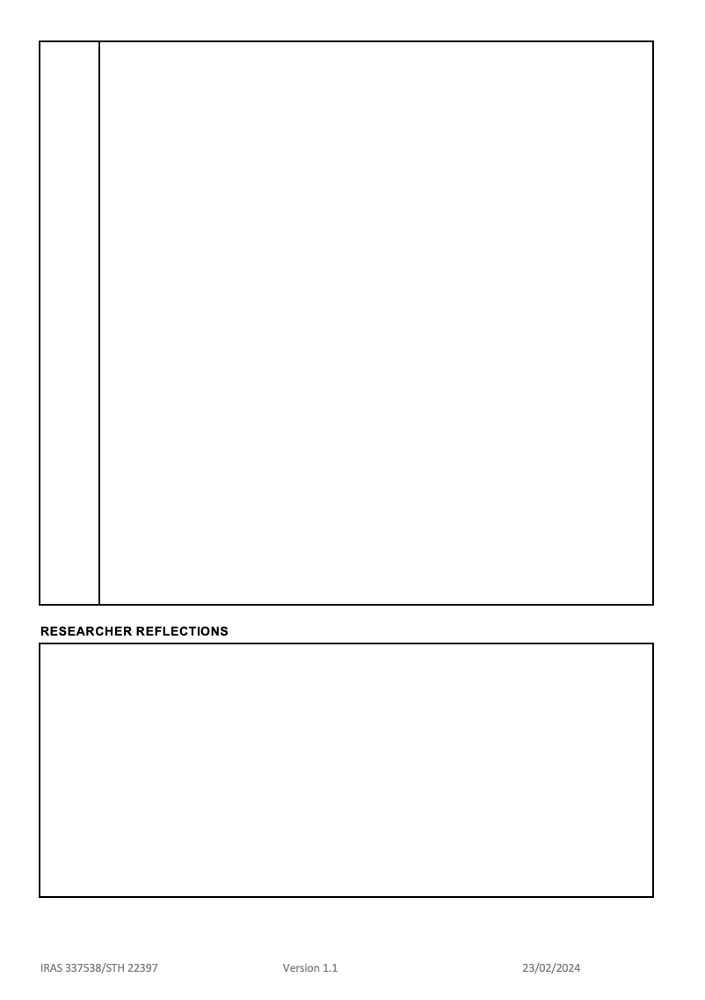 RESEARCHER REFLECTIONS
IRAS 337538/STH 22397 Version 1.1 23/02/2024